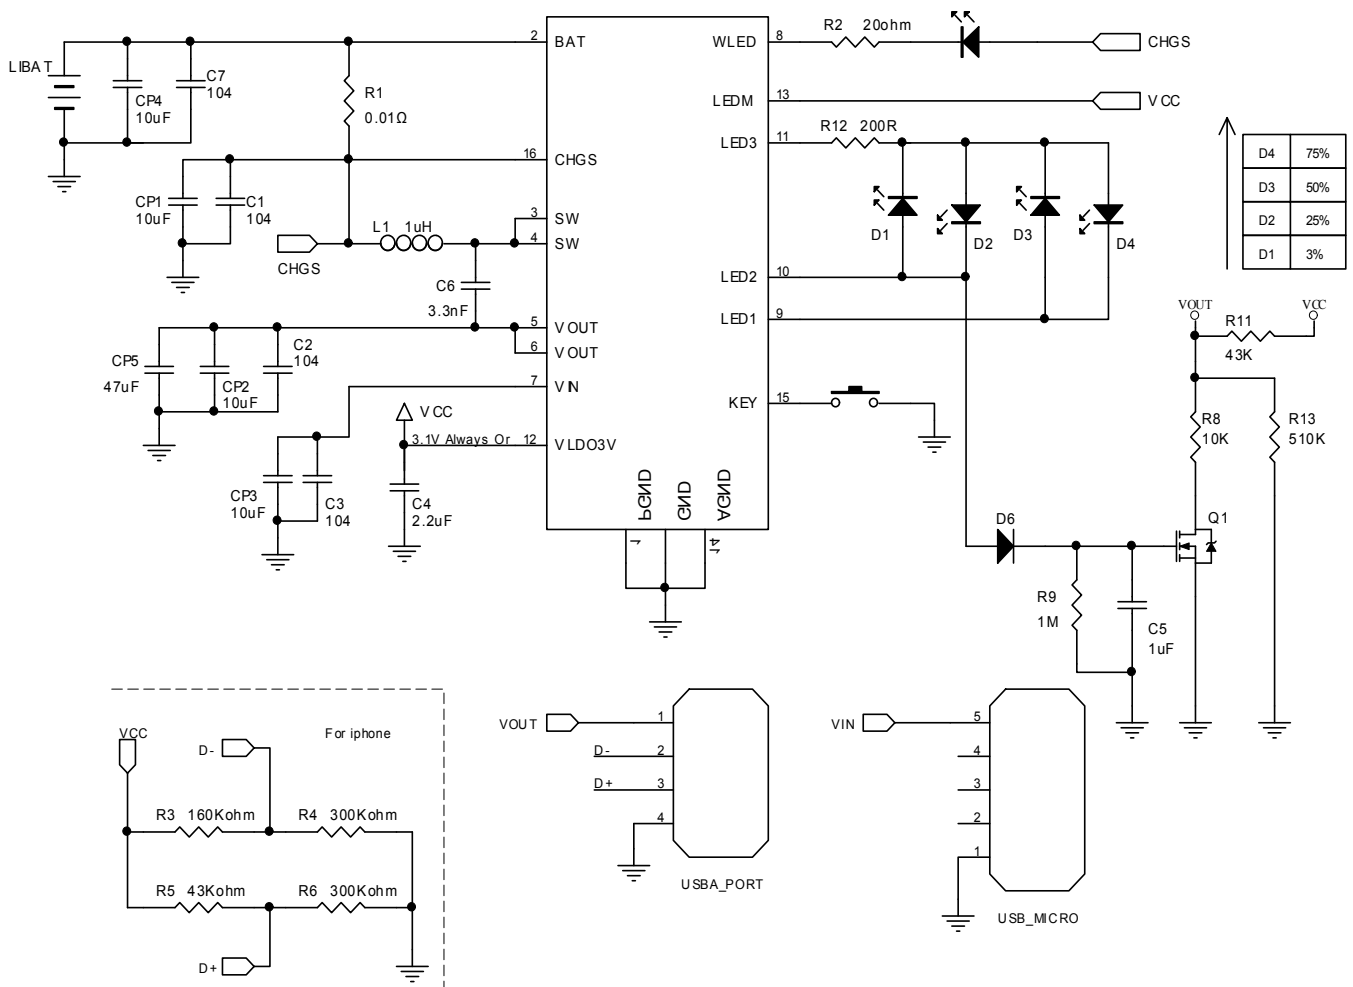 LIBAT
CP4
10uF
C7
104
R1
0.01Ω
2
BAT
16
CHGS
CP1
10uF
C1
104
3
SW
4
SW
L1 1uH
CHGS
C6
3.3nF
5
VOUT
6
VOUT
C2
104
CP5
47uF
CP2
10uF
7
VIN
VCC
3.1V Always Or
12
VLDO3V
CP3
10uF
C3
104
C4
2.2uF
PGND
GND
AGND
1
14
WLED
8
R2 20ohm
CHGS
LEDM
13
VCC
LED3
11
R12 200R
D1
D2
D3
D4
LED2
10
LED1
9
KEY
15
D4 75%
D3 50%
D2 25%
D1 3%
VOUT
VCC
R11
43K
R8
10K
R13
510K
D6
Q1
R9
1M
C5
1uF
VCC
D-
For iphone
R3 160Kohm
R4 300Kohm
R5 43Kohm
R6 300Kohm
D+
VOUT
1
D-
2
D+
3
4
USBA_PORT
VIN
5
4
3
2
1
USB_MICRO